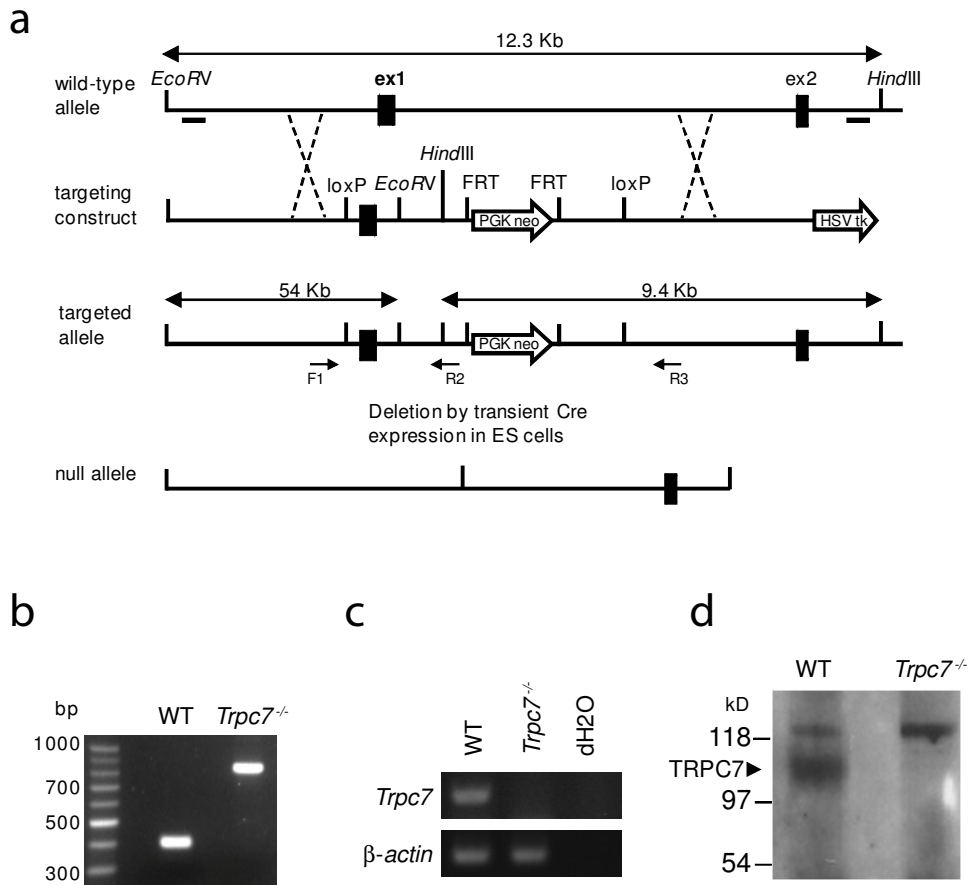 a
12.3 Kb
EcoRV
ex1
ex2
HindIII
wild-type
allele
HindIII
loxP
EcoRV
FRT
FRT
loxP
targeting
construct
PGK neo
HSV tk
54 Kb
9.4 Kb
targeted
allele
PGK neo
F1
R2
R3
Deletion by transient Cre
expression in ES cells
null allele
b
bp
WT
Trpc7 -/-
1000
700
500
300
c
WT
Trpc7 -/-
dH2O
Trpc7
β-actin
d
WT
Trpc7 -/-
kD
118
TRPC7
97
54